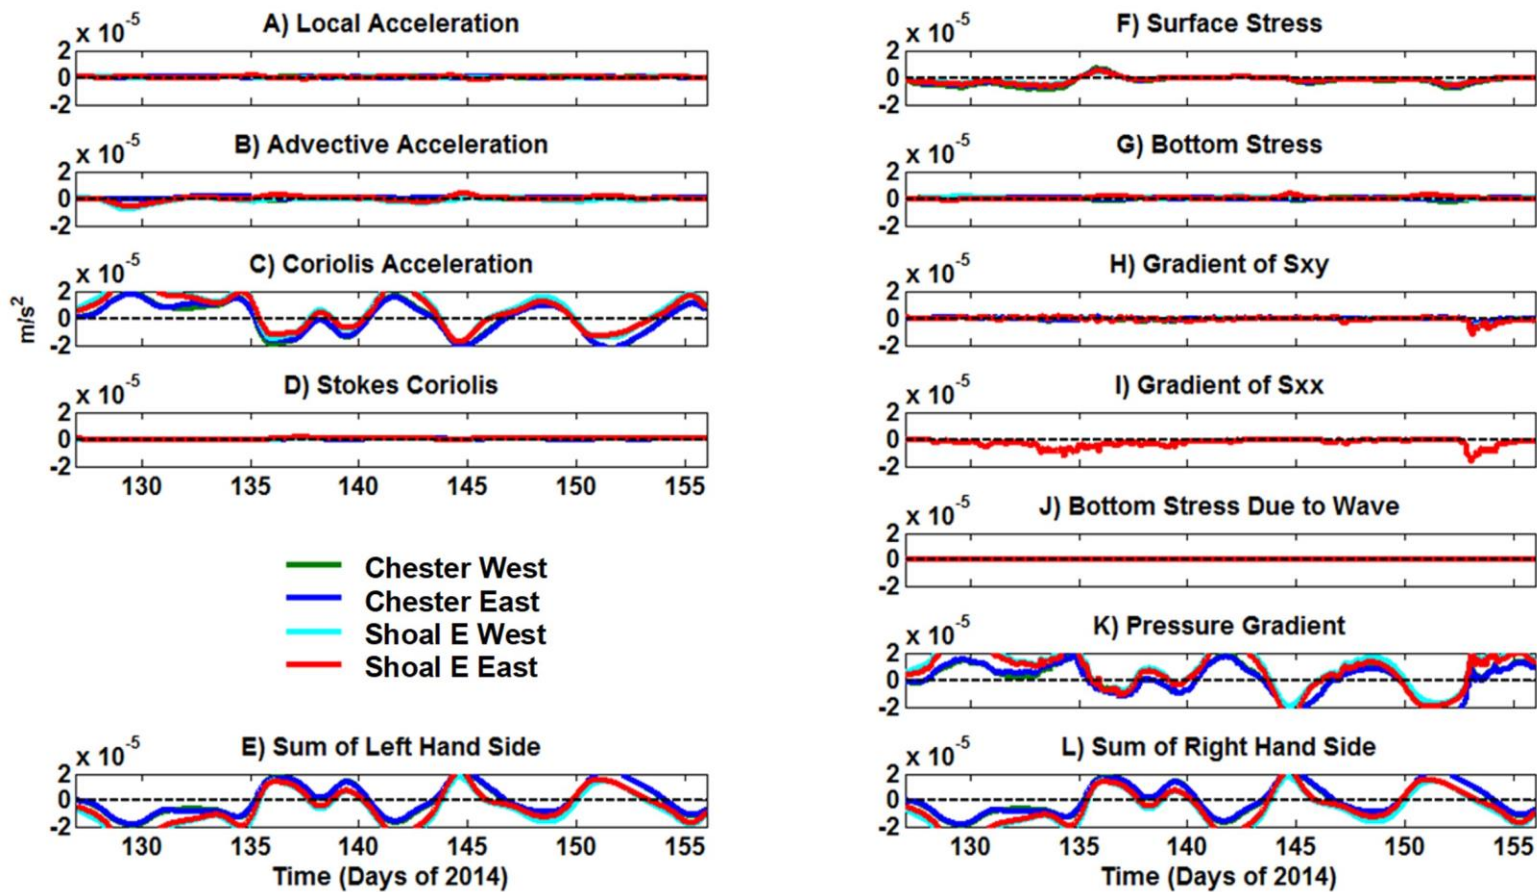 A) Local Acceleration
x 10^-5
2
0
-2
B) Advective Acceleration
x 10^-5
2
0
-2
C) Coriolis Acceleration
x 10^-5
2
0
-2
m/s^2
D) Stokes Coriolis
x 10^-5
2
0
-2
130 135 140 145 150 155
Chester West
Chester East
Shoal E West
Shoal E East
E) Sum of Left Hand Side
x 10^-5
2
0
-2
130 135 140 145 150 155
Time (Days of 2014)
F) Surface Stress
x 10^-5
2
0
-2
G) Bottom Stress
x 10^-5
2
0
-2
H) Gradient of Sxy
x 10^-5
2
0
-2
I) Gradient of Sxx
x 10^-5
2
0
-2
J) Bottom Stress Due to Wave
x 10^-5
2
0
-2
K) Pressure Gradient
x 10^-5
2
0
-2
L) Sum of Right Hand Side
x 10^-5
2
0
-2
130 135 140 145 150 155
Time (Days of 2014)